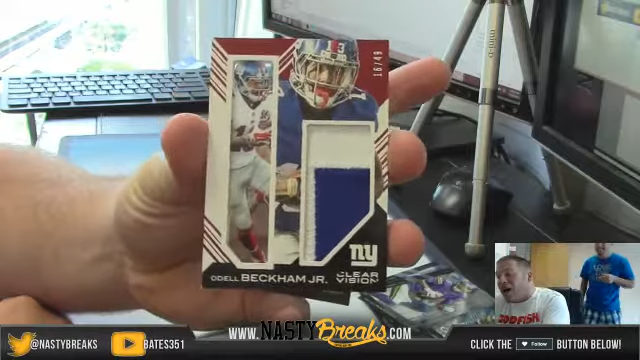 16/49
ny
ODELL BECKHAM JR.
CLEAR VISION
@NASTYBREAKS
BATES351
WWW.NASTYBreaks.COM
CLICK THE Follow BUTTON BELOW!